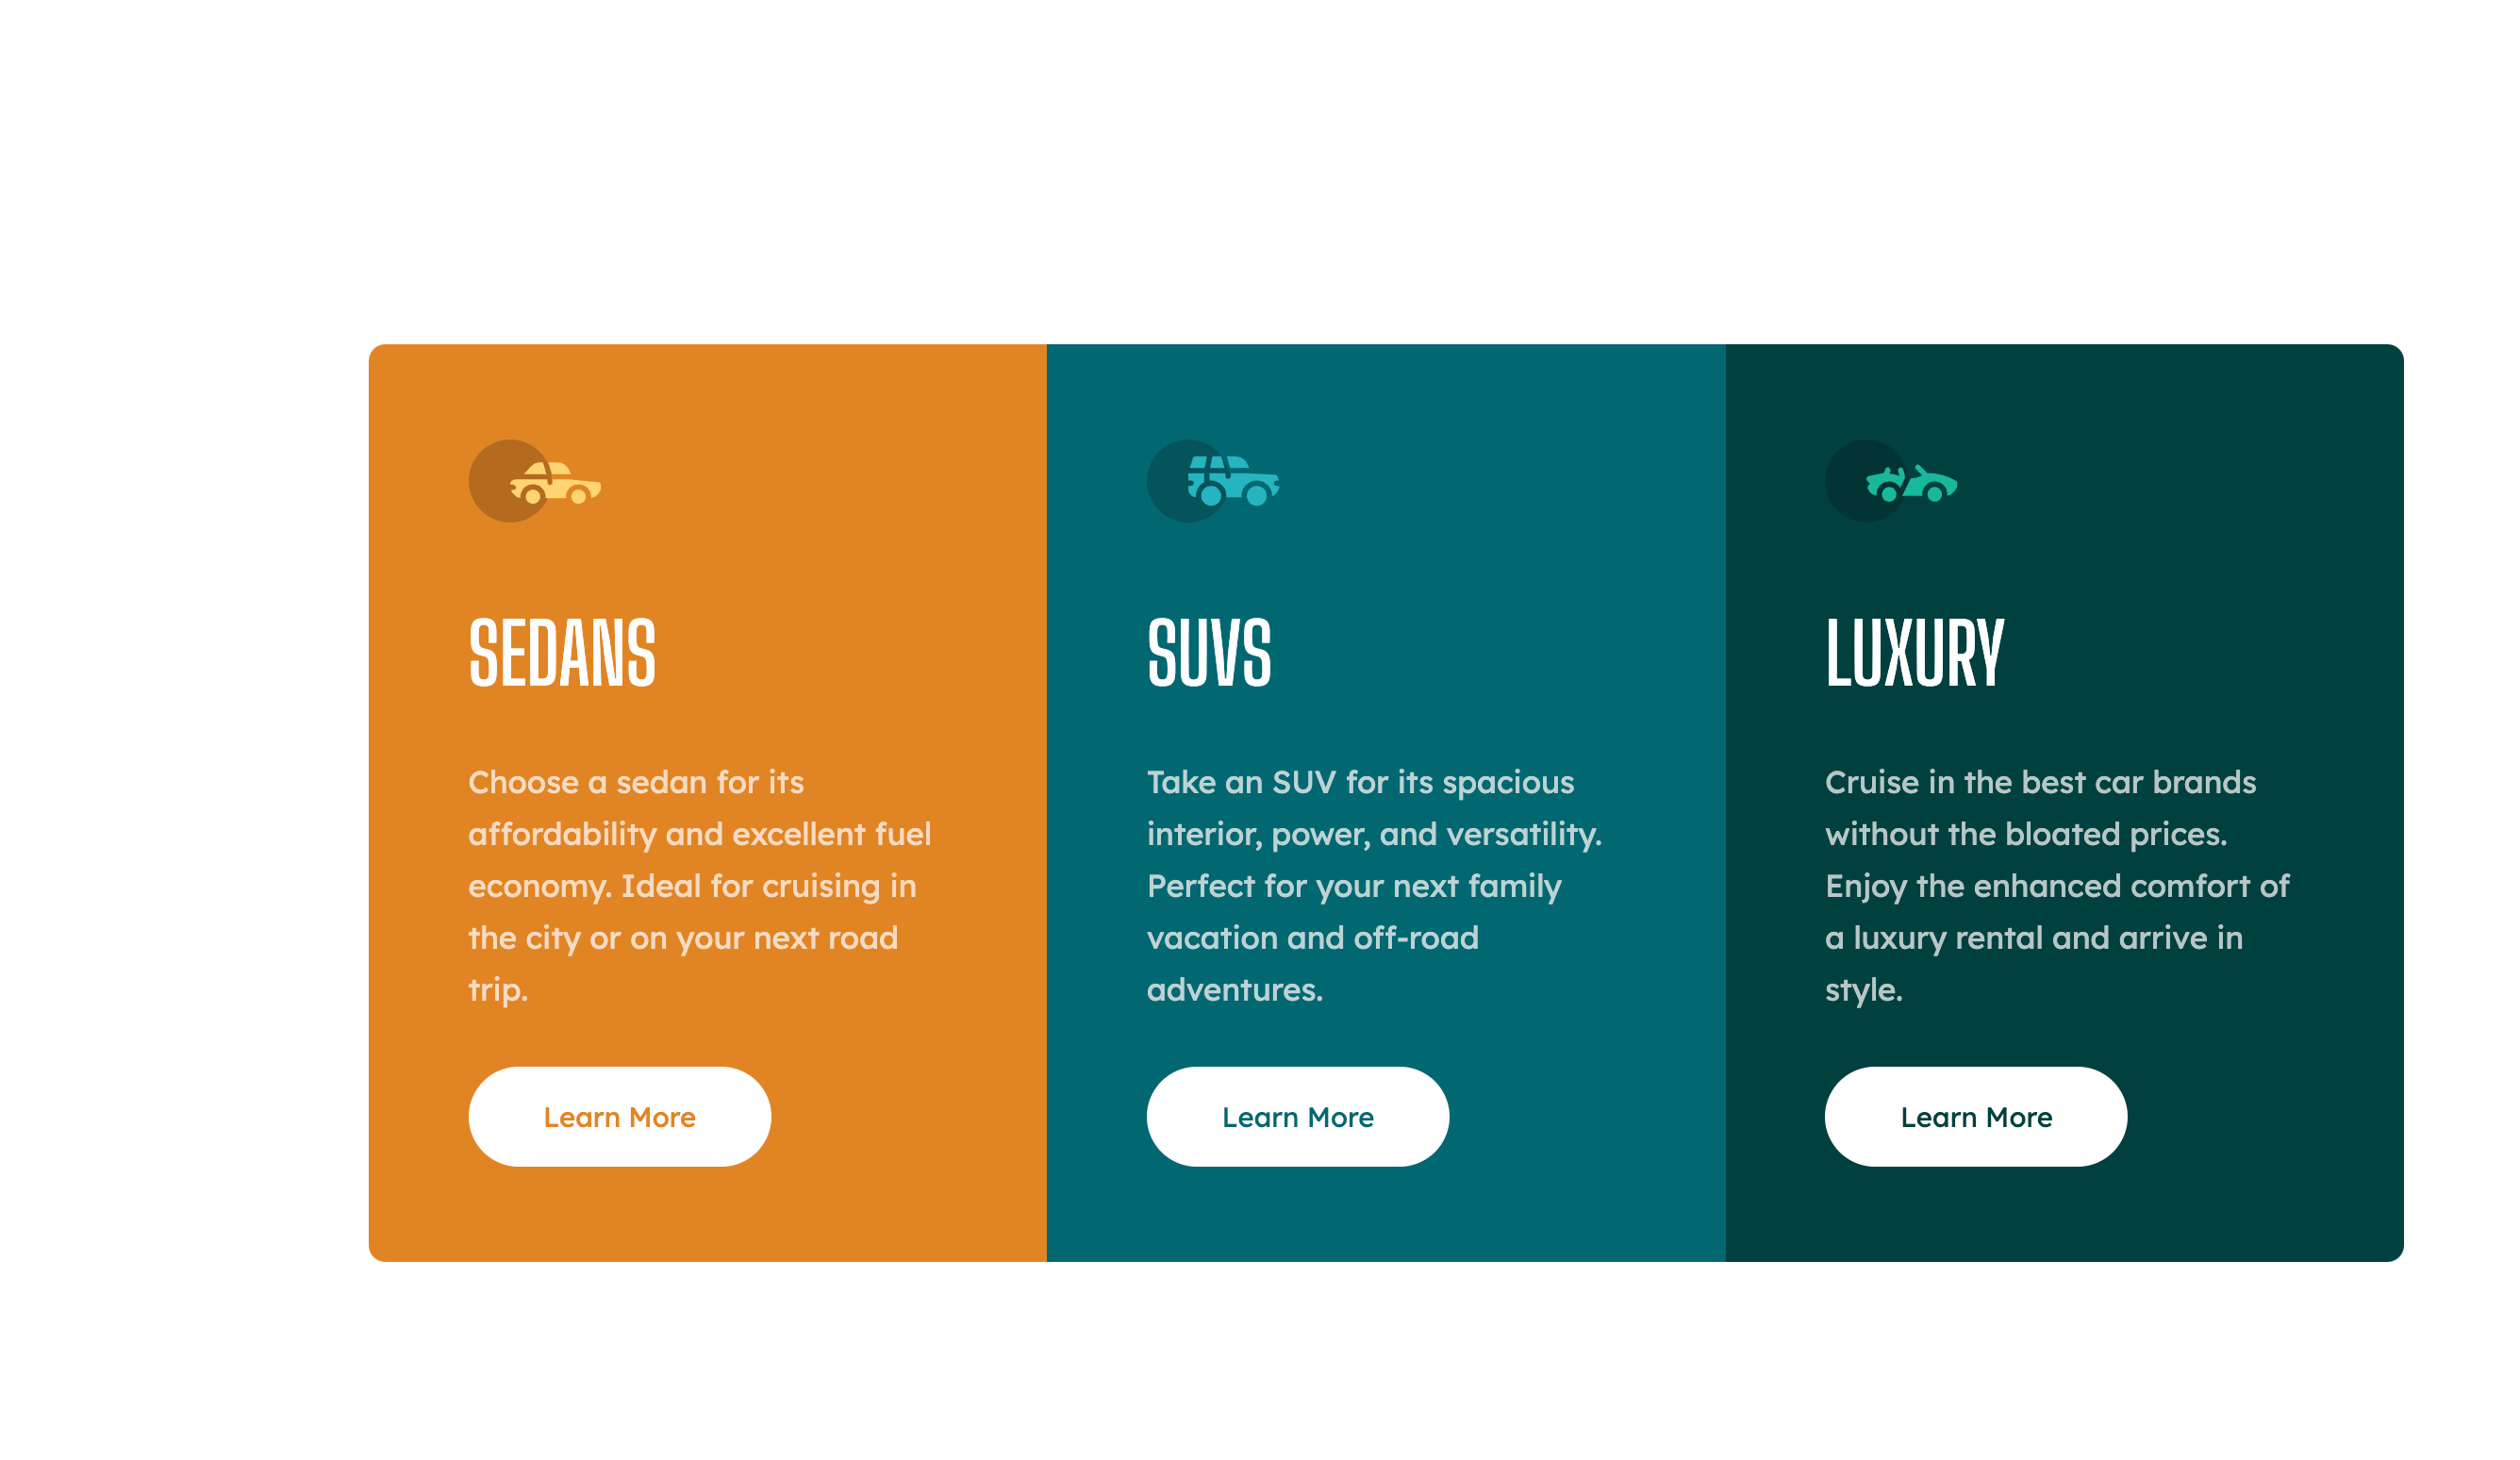 SEDANS
Choose a sedan for its
affordability and excellent fuel
economy. Ideal for cruising in
the city or on your next road
trip.
Learn More
SUVS
Take an SUV for its spacious
interior, power, and versatility.
Perfect for your next family
vacation and off-road
adventures.
Learn More
LUXURY
Cruise in the best car brands
without the bloated prices.
Enjoy the enhanced comfort of
a luxury rental and arrive in
style.
Learn More